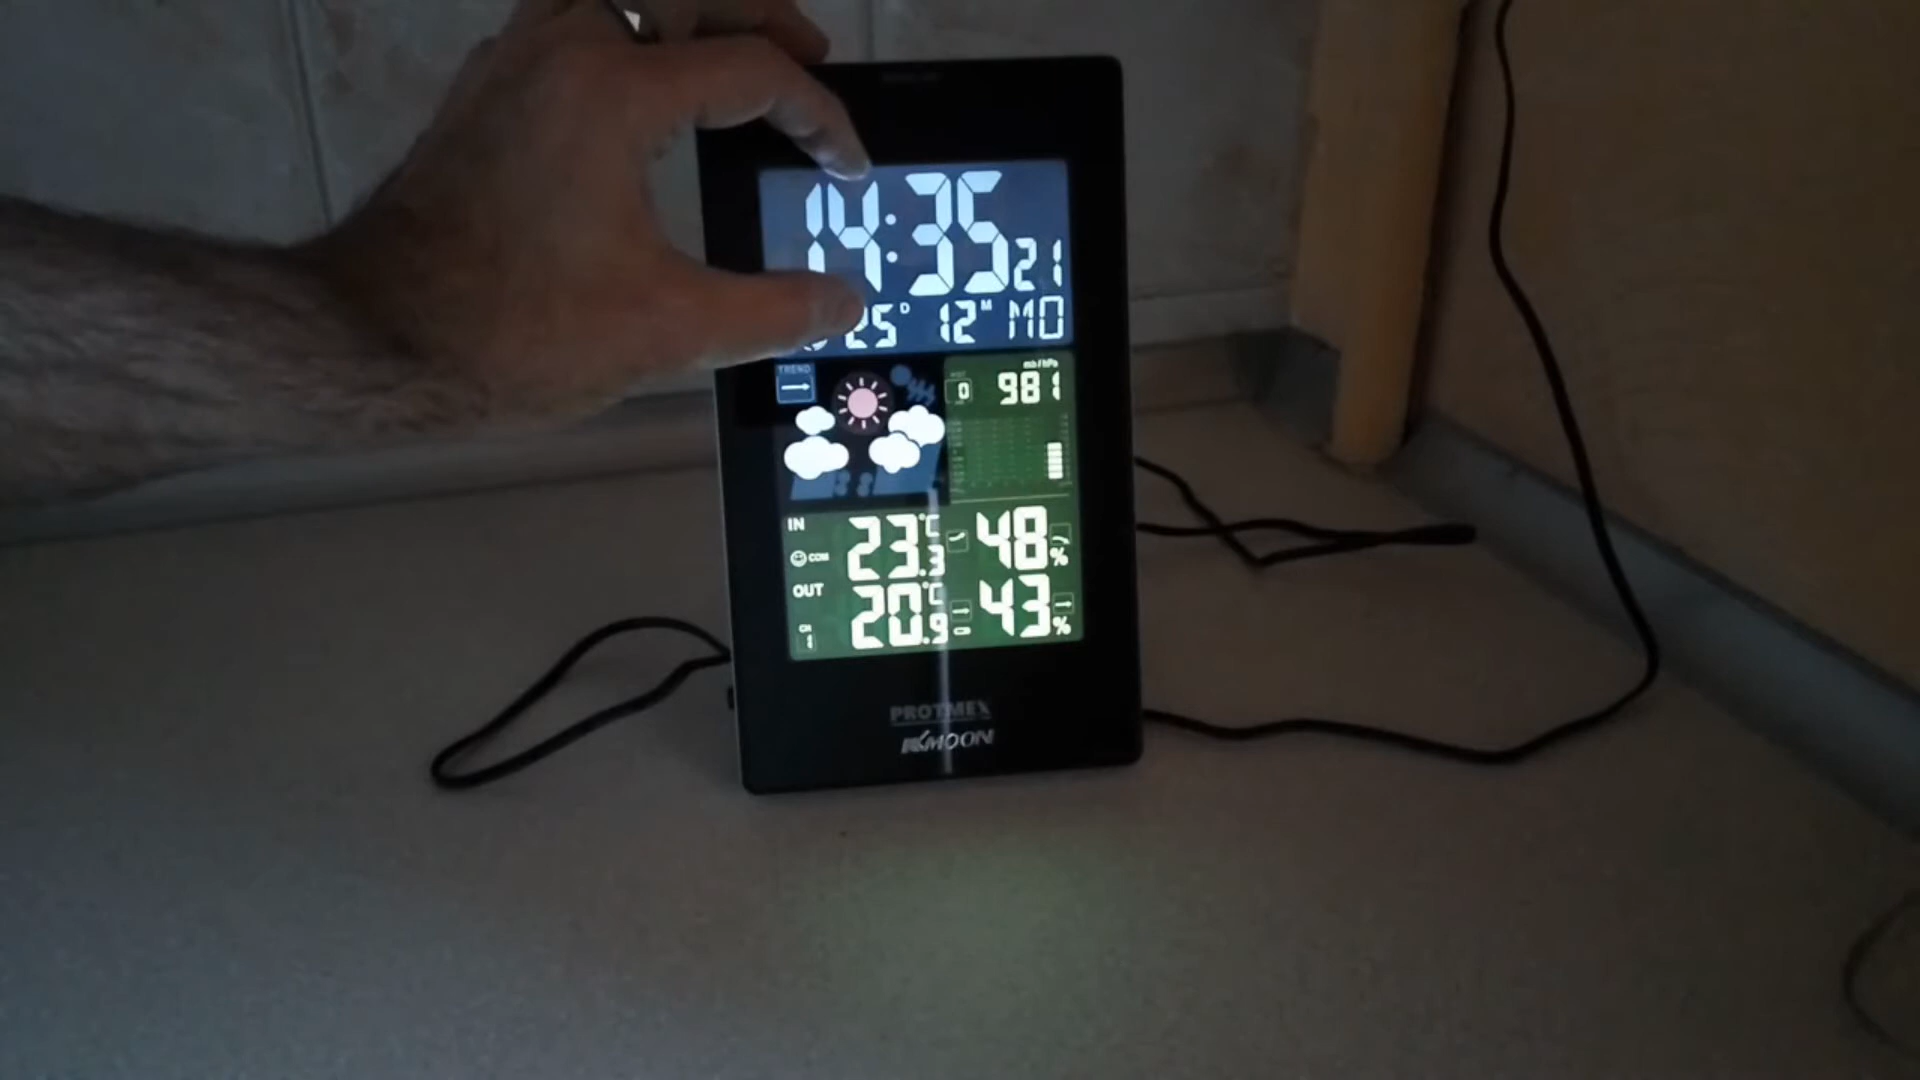 14:35 21
25 D 12 M MO
TREND
mb/hPa
0 981
IN 23.3 °C 48 %
COM
OUT 20.9 °C 43 %
CH 1
PROTMEX
KKMOON